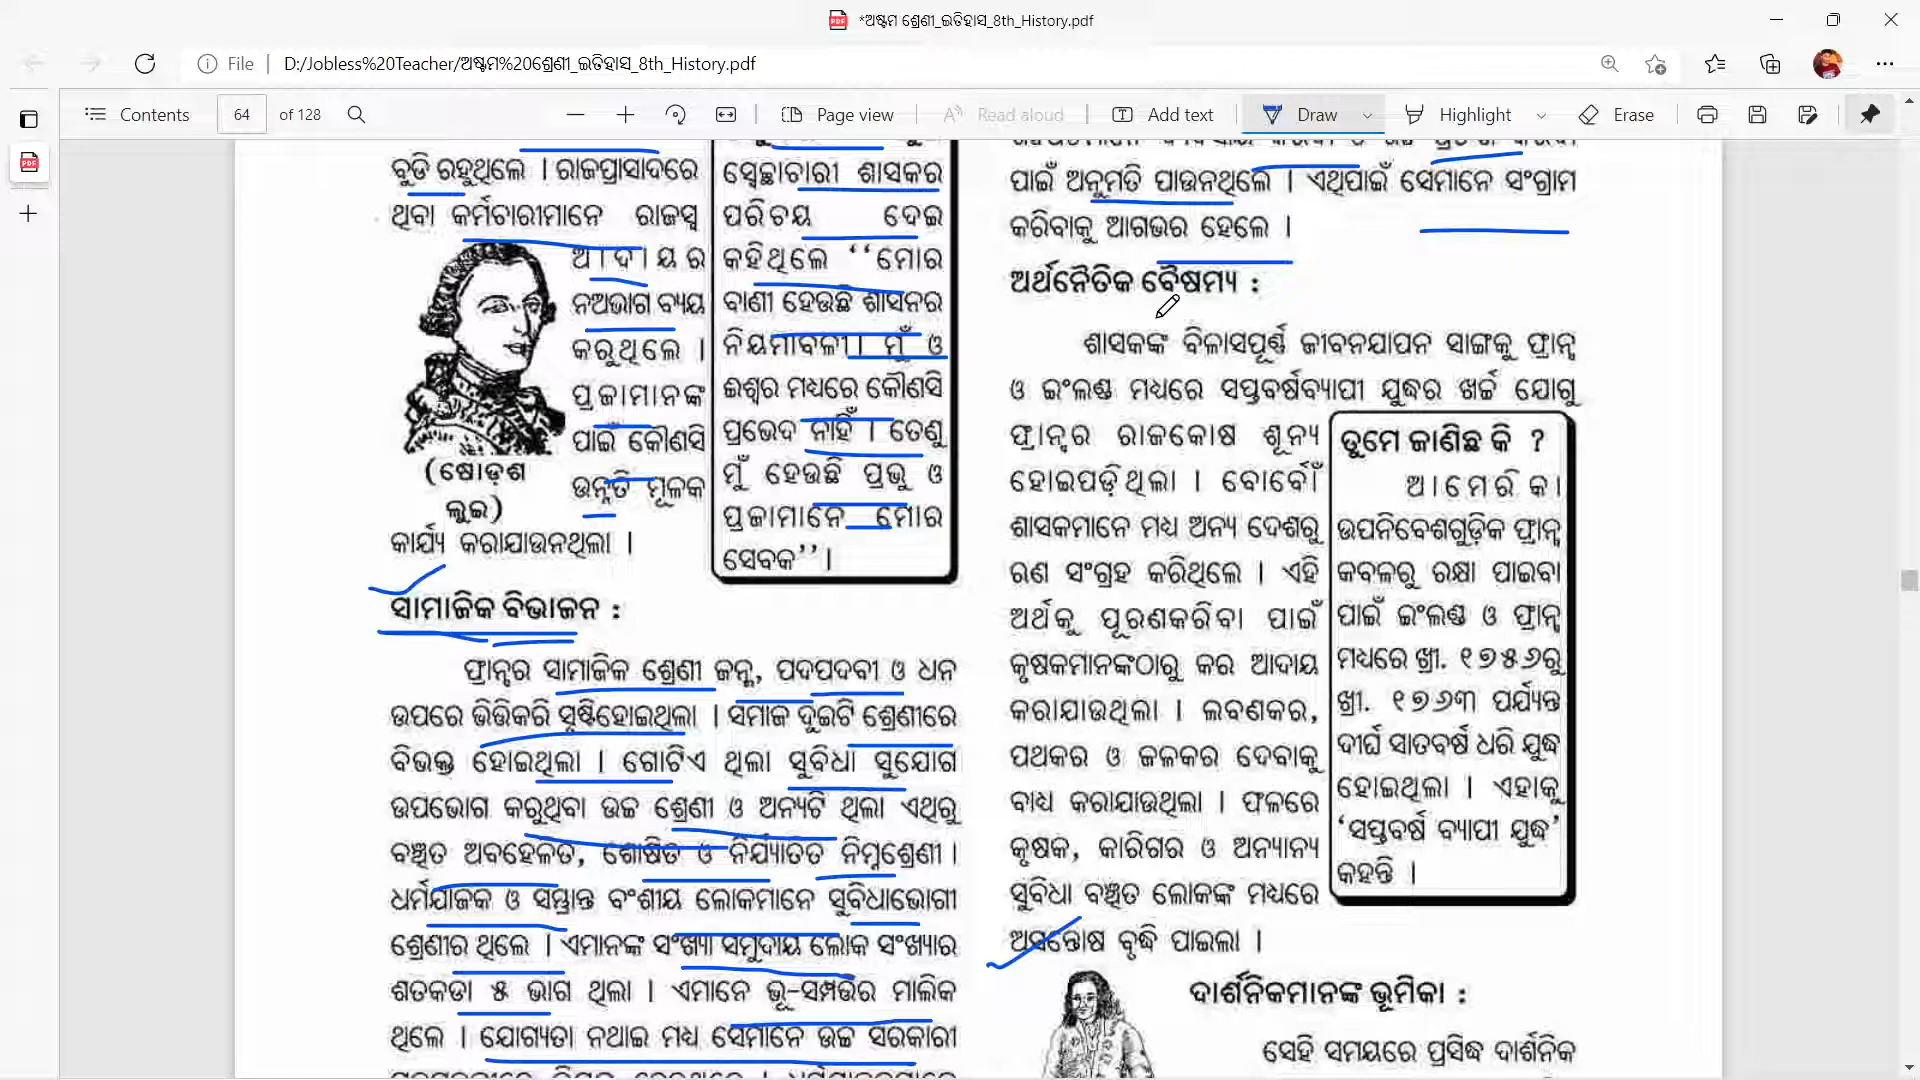 *ଅଷ୍ଟମ ଶ୍ରେଣୀ_ଇତିହାସ_8th_History.pdf
File | D:/Jobless%20Teacher/ଅଷ୍ଟମ%20ଶ୍ରେଣୀ_ଇତିହାସ_8th_History.pdf
Contents 64 of 128 Page view Read aloud Add text Draw Highlight Erase
ବୁଡି ରହୁଥିଲେ । ରାଜପ୍ରାସାଦରେ
ଥିବା କର୍ମଚାରୀମାନେ ରାଜସ୍ୱ
ଆଦାୟର
ନଅଭାଗ ବ୍ୟୟ
କରୁଥିଲେ ।
ପ୍ରଜାମାନଙ୍କ
ପାଇଁ କୌଣସି
ଉନ୍ନତି ମୂଳକ
(ଷୋଡ଼ଶ
ଲୁଇ)
କାର୍ଯ୍ୟ କରାଯାଉନଥିଲା ।
ସ୍ୱେଚ୍ଛାଚାରୀ ଶାସକର
ପରିଚୟ ଦେଇ
କହିଥିଲେ ‘‘ମୋର
ବାଣୀ ହେଉଛି ଶାସନର
ନିୟମାବଳୀ। ମୁଁ ଓ
ଈଶ୍ୱର ମଧ୍ୟରେ କୌଣସି
ପ୍ରଭେଦ ନାହିଁ । ତେଣୁ
ମୁଁ ହେଉଛି ପ୍ରଭୁ ଓ
ପ୍ରଜାମାନେ ମୋର
ସେବକ’’।
ସାମାଜିକ ବିଭାଜନ :
ଫ୍ରାନ୍ସର ସାମାଜିକ ଶ୍ରେଣୀ ଜନ୍ମ, ପଦପଦବୀ ଓ ଧନ
ଉପରେ ଭିତ୍ତିକରି ସୃଷ୍ଟିହୋଇଥିଲା । ସମାଜ ଦୁଇଟି ଶ୍ରେଣୀରେ
ବିଭକ୍ତ ହୋଇଥିଲା । ଗୋଟିଏ ଥିଲା ସୁବିଧା ସୁଯୋଗ
ଉପଭୋଗ କରୁଥିବା ଉଚ୍ଚ ଶ୍ରେଣୀ ଓ ଅନ୍ୟଟି ଥିଲା ଏଥିରୁ
ବଞ୍ଚିତ ଅବହେଳିତ, ଶୋଷିତ ଓ ନିର୍ଯ୍ୟାତିତ ନିମ୍ନଶ୍ରେଣୀ ।
ଧର୍ମଯାଜକ ଓ ସମ୍ଭ୍ରାନ୍ତ ବଂଶୀୟ ଲୋକମାନେ ସୁବିଧାଭୋଗୀ
ଶ୍ରେଣୀର ଥିଲେ । ଏମାନଙ୍କ ସଂଖ୍ୟା ସମୁଦାୟ ଲୋକ ସଂଖ୍ୟାର
ଶତକଡା ୫ ଭାଗ ଥିଲା । ଏମାନେ ଭୂ-ସମ୍ପତ୍ତିର ମାଲିକ
ଥିଲେ । ଯୋଗ୍ୟତା ନଥାଇ ମଧ୍ୟ ସେମାନେ ଉଚ୍ଚ ସରକାରୀ
ପାଇଁ ଅନୁମତି ପାଉନଥିଲେ । ଏଥିପାଇଁ ସେମାନେ ସଂଗ୍ରାମ
କରିବାକୁ ଆଗଭର ହେଲେ ।
ଅର୍ଥନୈତିକ ବୈଷମ୍ୟ :
ଶାସକଙ୍କ ବିଳାସପୂର୍ଣ୍ଣ ଜୀବନଯାପନ ସାଙ୍ଗକୁ ଫ୍ରାନ୍ସ
ଓ ଇଂଲଣ୍ଡ ମଧ୍ୟରେ ସପ୍ତବର୍ଷବ୍ୟାପୀ ଯୁଦ୍ଧର ଖର୍ଚ୍ଚ ଯୋଗୁ
ଫ୍ରାନ୍ସର ରାଜକୋଷ ଶୂନ୍ୟ
ହୋଇପଡ଼ିଥିଲା । ବୋର୍ବୋଁ
ଶାସକମାନେ ମଧ୍ୟ ଅନ୍ୟ ଦେଶରୁ
ଋଣ ସଂଗ୍ରହ କରିଥିଲେ । ଏହି
ଅର୍ଥକୁ ପୂରଣକରିବା ପାଇଁ
କୃଷକମାନଙ୍କଠାରୁ କର ଆଦାୟ
କରାଯାଉଥିଲା । ଲବଣକର,
ପଥକର ଓ ଜଳକର ଦେବାକୁ
ବାଧ୍ୟ କରାଯାଉଥିଲା । ଫଳରେ
କୃଷକ, କାରିଗର ଓ ଅନ୍ୟାନ୍ୟ
ସୁବିଧା ବଞ୍ଚିତ ଲୋକଙ୍କ ମଧ୍ୟରେ
ଅସନ୍ତୋଷ ବୃଦ୍ଧି ପାଇଲା ।
ତୁମେ ଜାଣିଛ କି ?
ଆମେରିକା
ଉପନିବେଶଗୁଡ଼ିକ ଫ୍ରାନ୍ସ
କବଳରୁ ରକ୍ଷା ପାଇବା
ପାଇଁ ଇଂଲଣ୍ଡ ଓ ଫ୍ରାନ୍ସ
ମଧ୍ୟରେ ଖ୍ରୀ. ୧୭୫୬ରୁ
ଖ୍ରୀ. ୧୭୬୩ ପର୍ଯ୍ୟନ୍ତ
ଦୀର୍ଘ ସାତବର୍ଷ ଧରି ଯୁଦ୍ଧ
ହୋଇଥିଲା । ଏହାକୁ
‘ସପ୍ତବର୍ଷ ବ୍ୟାପୀ ଯୁଦ୍ଧ’
କହନ୍ତି ।
ଦାର୍ଶନିକମାନଙ୍କ ଭୂମିକା :
ସେହି ସମୟରେ ପ୍ରସିଦ୍ଧ ଦାର୍ଶନିକ